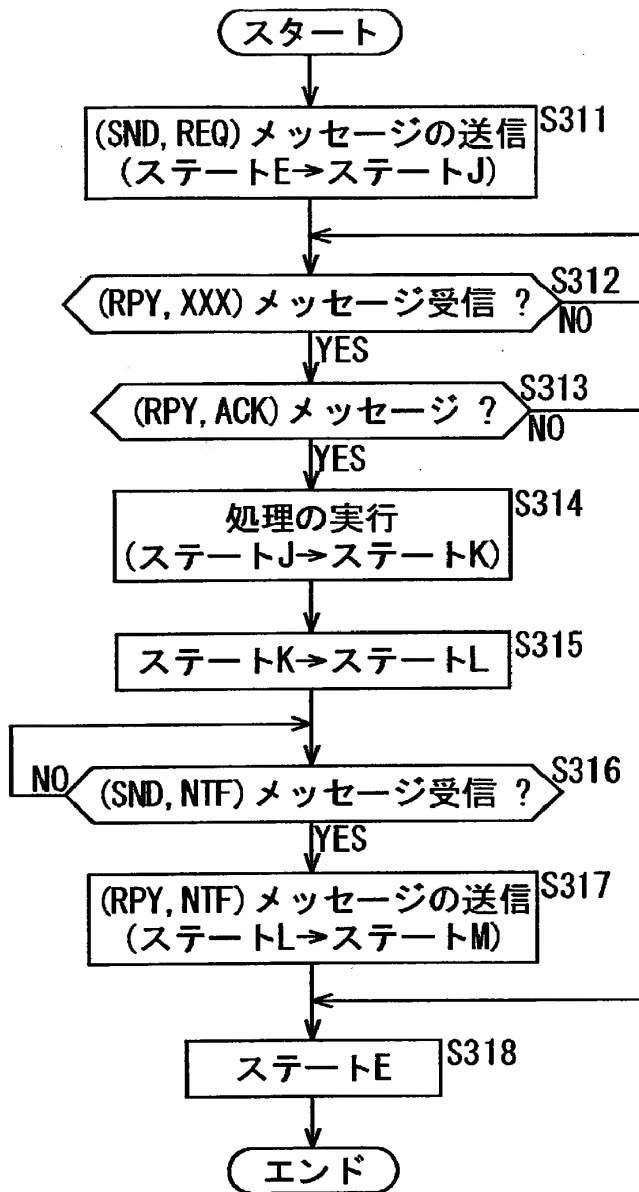 スタート
(SND, REQ) メッセージの送信 S311
(ステートE→ステートJ)
(RPY, XXX) メッセージ受信 ? S312
NO
YES
(RPY, ACK) メッセージ ? S313
NO
YES
処理の実行 S314
(ステートJ→ステートK)
ステートK→ステートL S315
NO (SND, NTF) メッセージ受信 ? S316
YES
(RPY, NTF) メッセージの送信 S317
(ステートL→ステートM)
ステートE S318
エンド